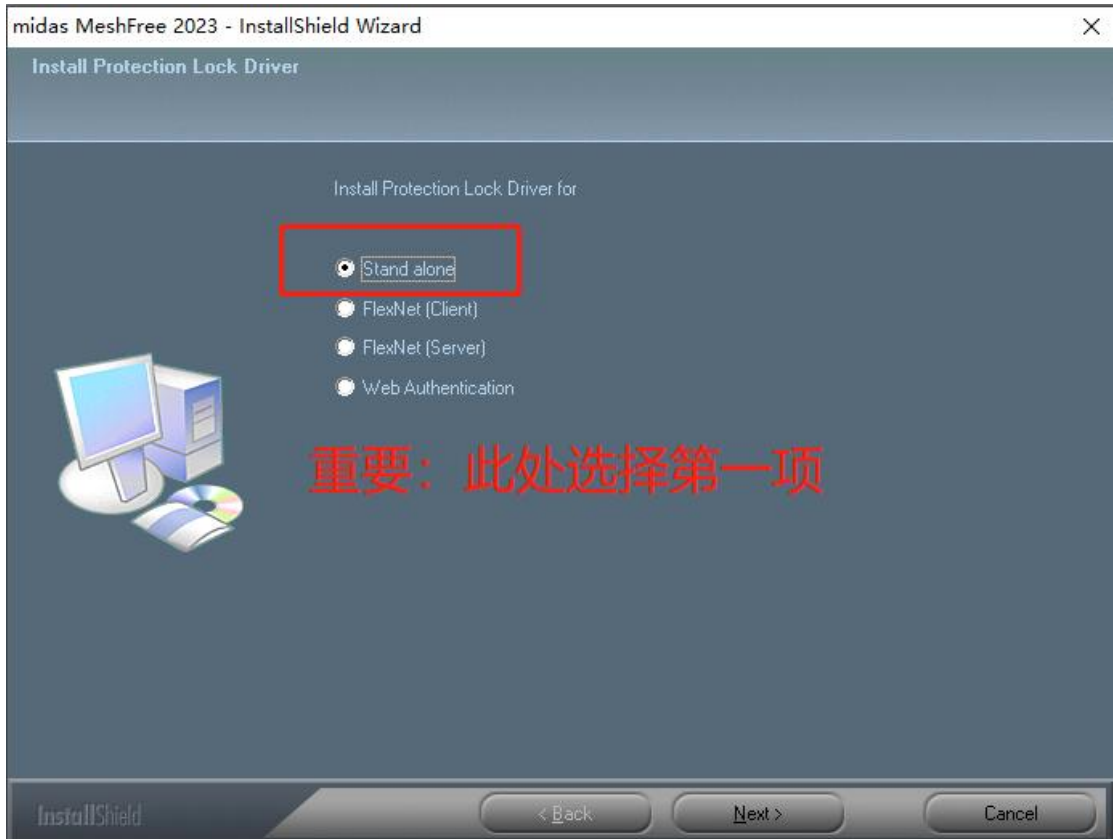 midas MeshFree 2023 - InstallShield Wizard
Install Protection Lock Driver
Install Protection Lock Driver for
Stand alone
FlexNet (Client)
FlexNet (Server)
Web Authentication
重要：此处选择第一项
InstallShield
< Back
Next >
Cancel